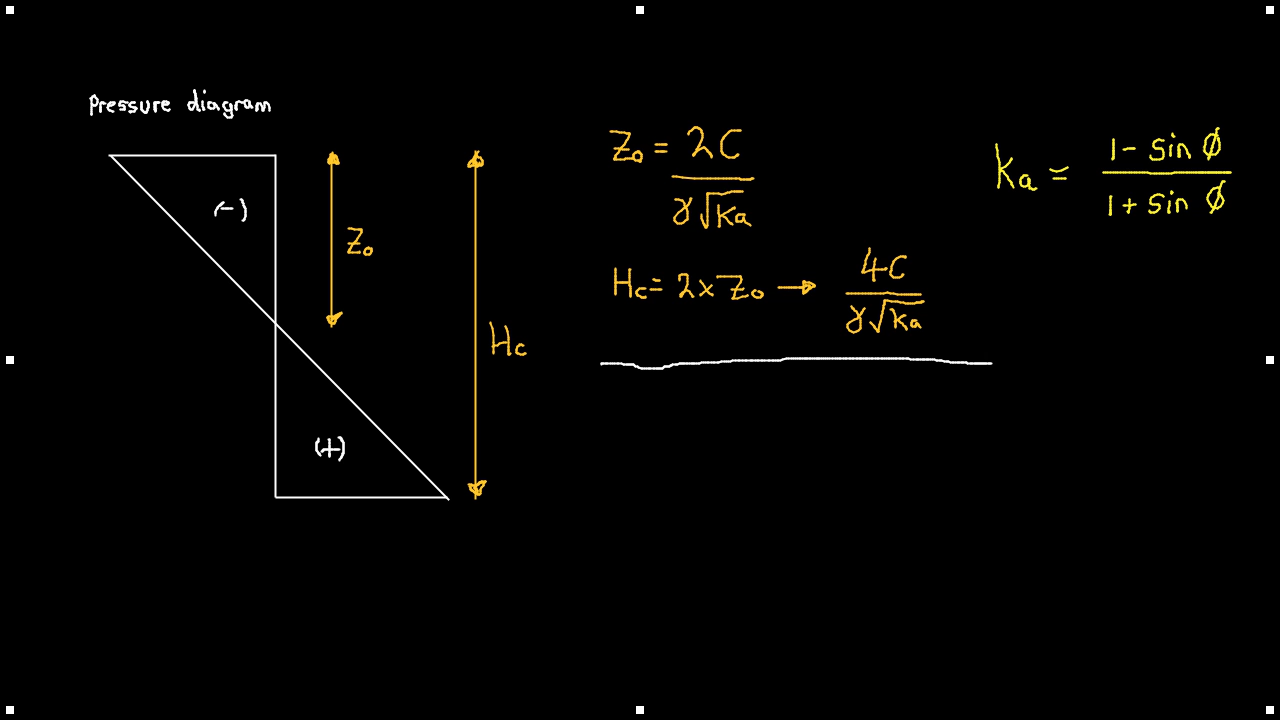 Pressure diagram
(-)
Zo
Hc
(+)
Zo = 2C / γ√Ka
Hc = 2 x Zo → 4C / γ√Ka
Ka = 1 - sin ϕ / 1 + sin ϕ